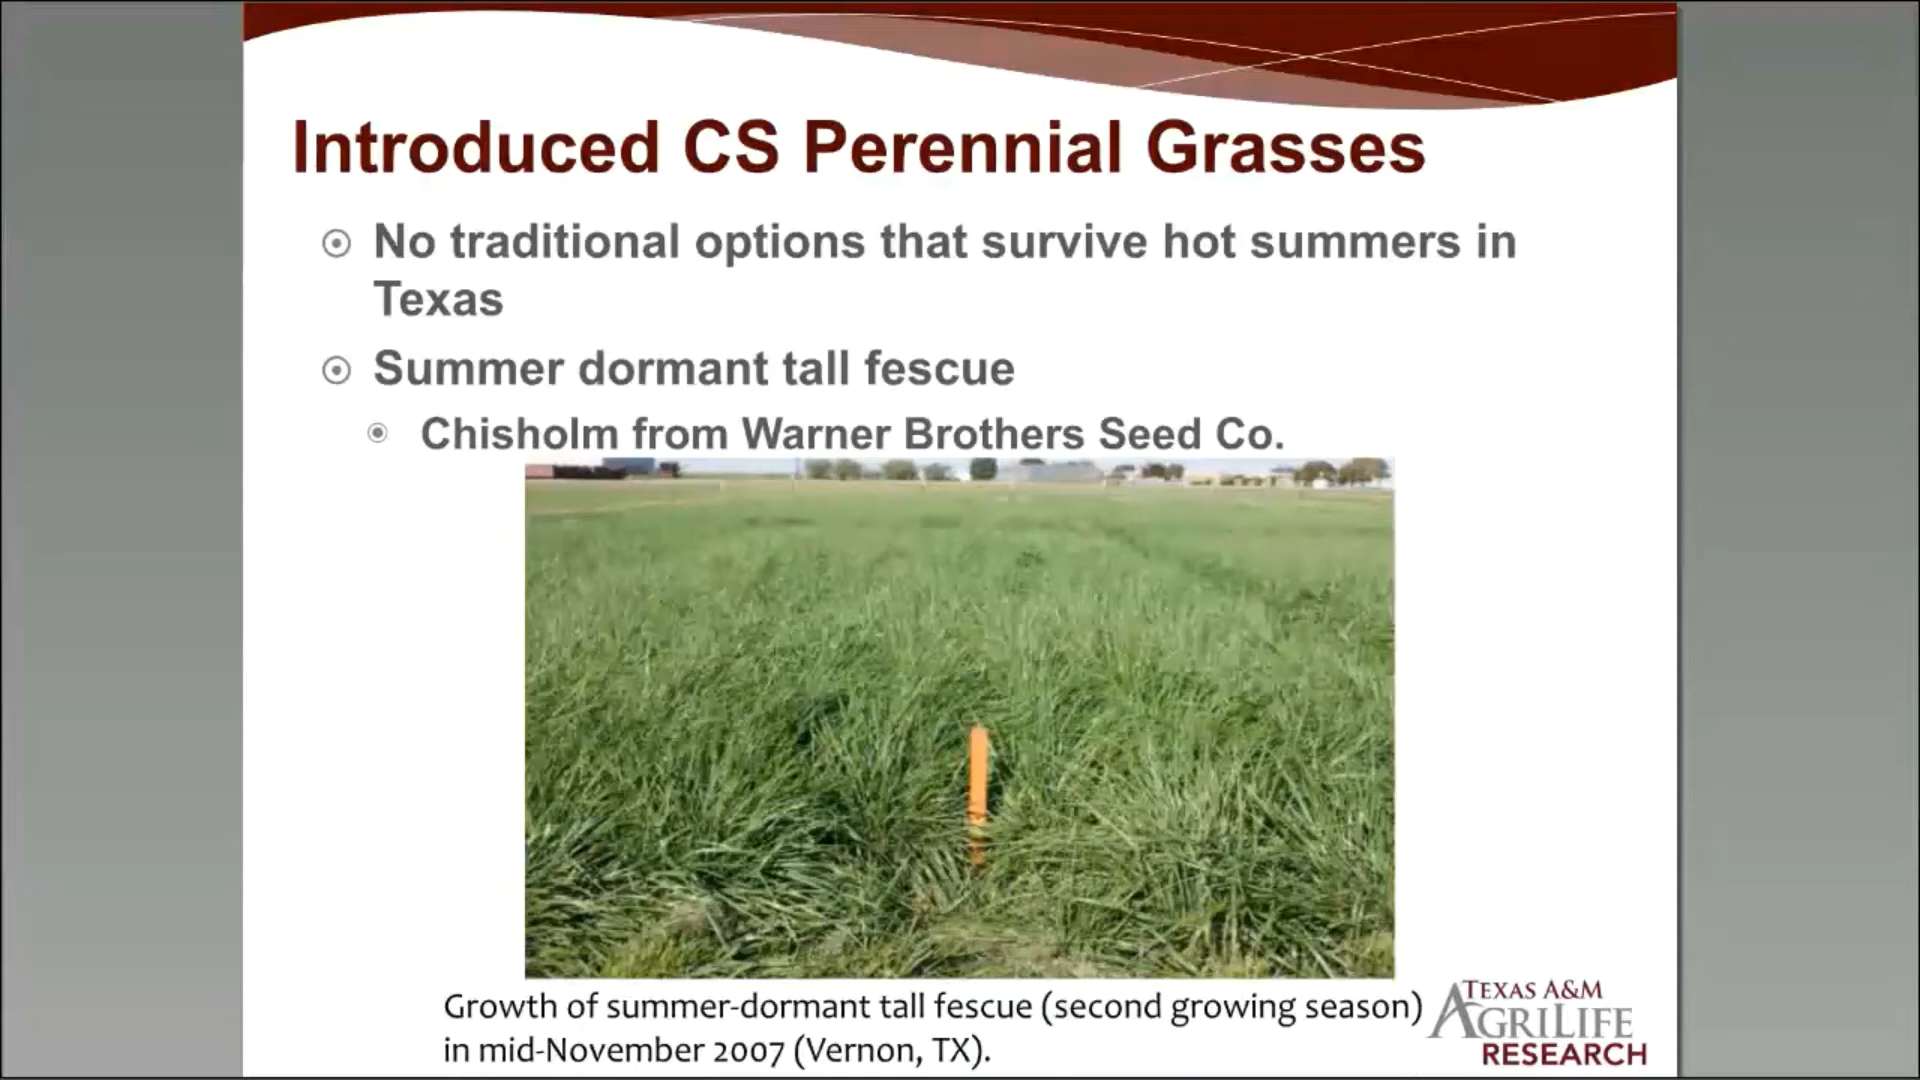 Introduced CS Perennial Grasses
No traditional options that survive hot summers in
Texas
Summer dormant tall fescue
Chisholm from Warner Brothers Seed Co.
Growth of summer-dormant tall fescue (second growing season)
in mid-November 2007 (Vernon, TX).
TEXAS A&M
AGRILIFE
RESEARCH